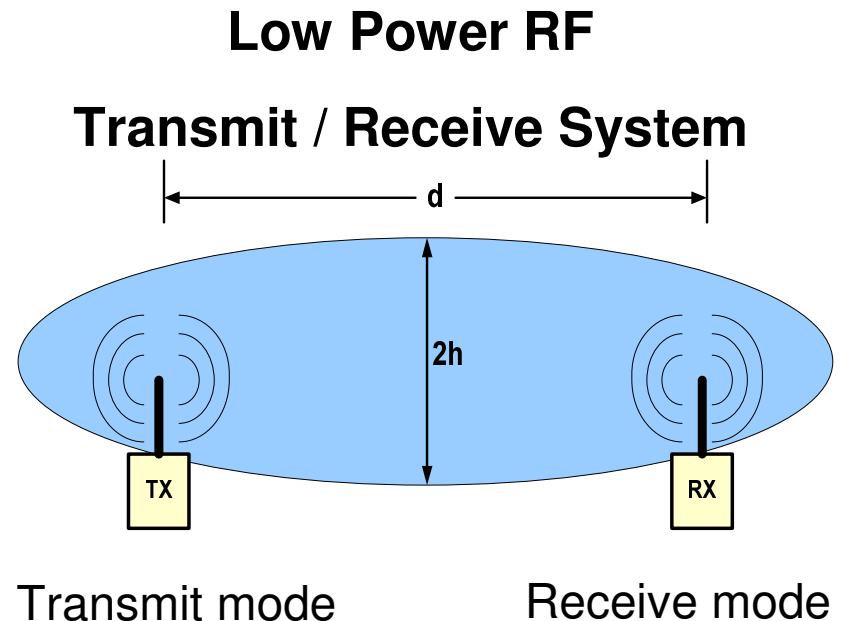 Low Power RF
Transmit / Receive System
d
2h
TX
RX
Transmit mode
Receive mode